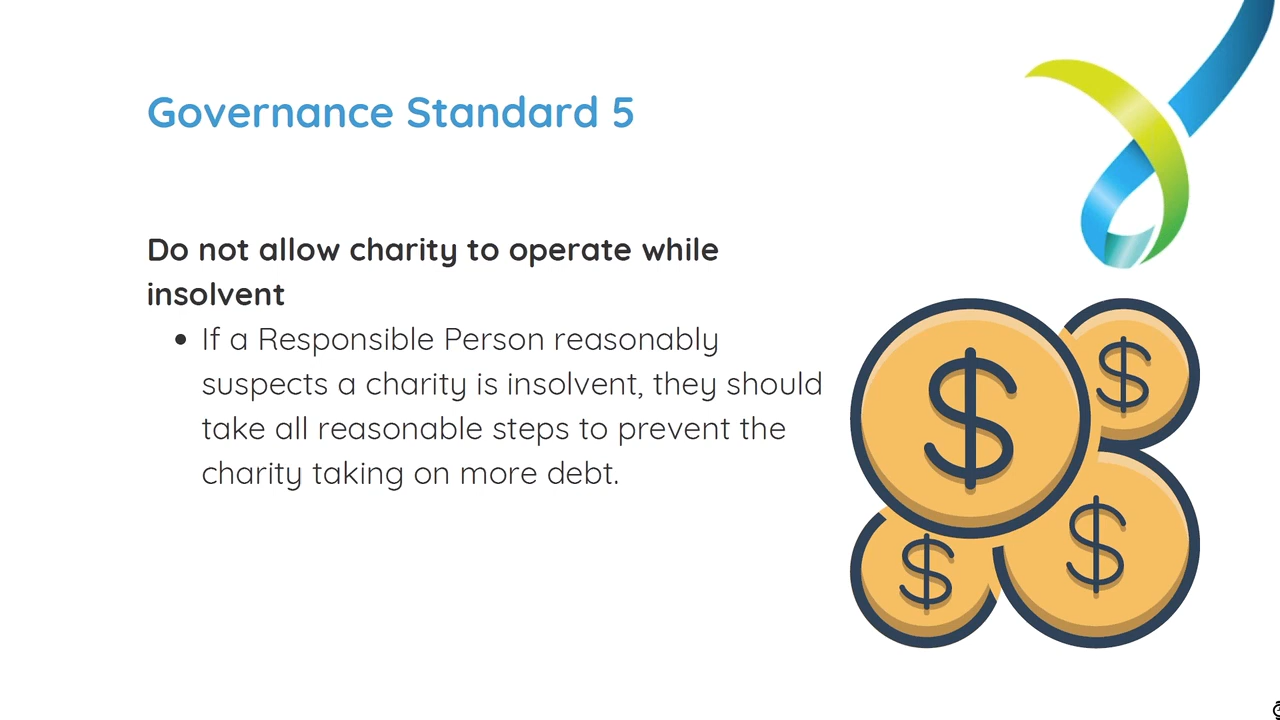 Governance Standard 5
Do not allow charity to operate while
insolvent
• If a Responsible Person reasonably
suspects a charity is insolvent, they should
take all reasonable steps to prevent the
charity taking on more debt.
$
$
$
$